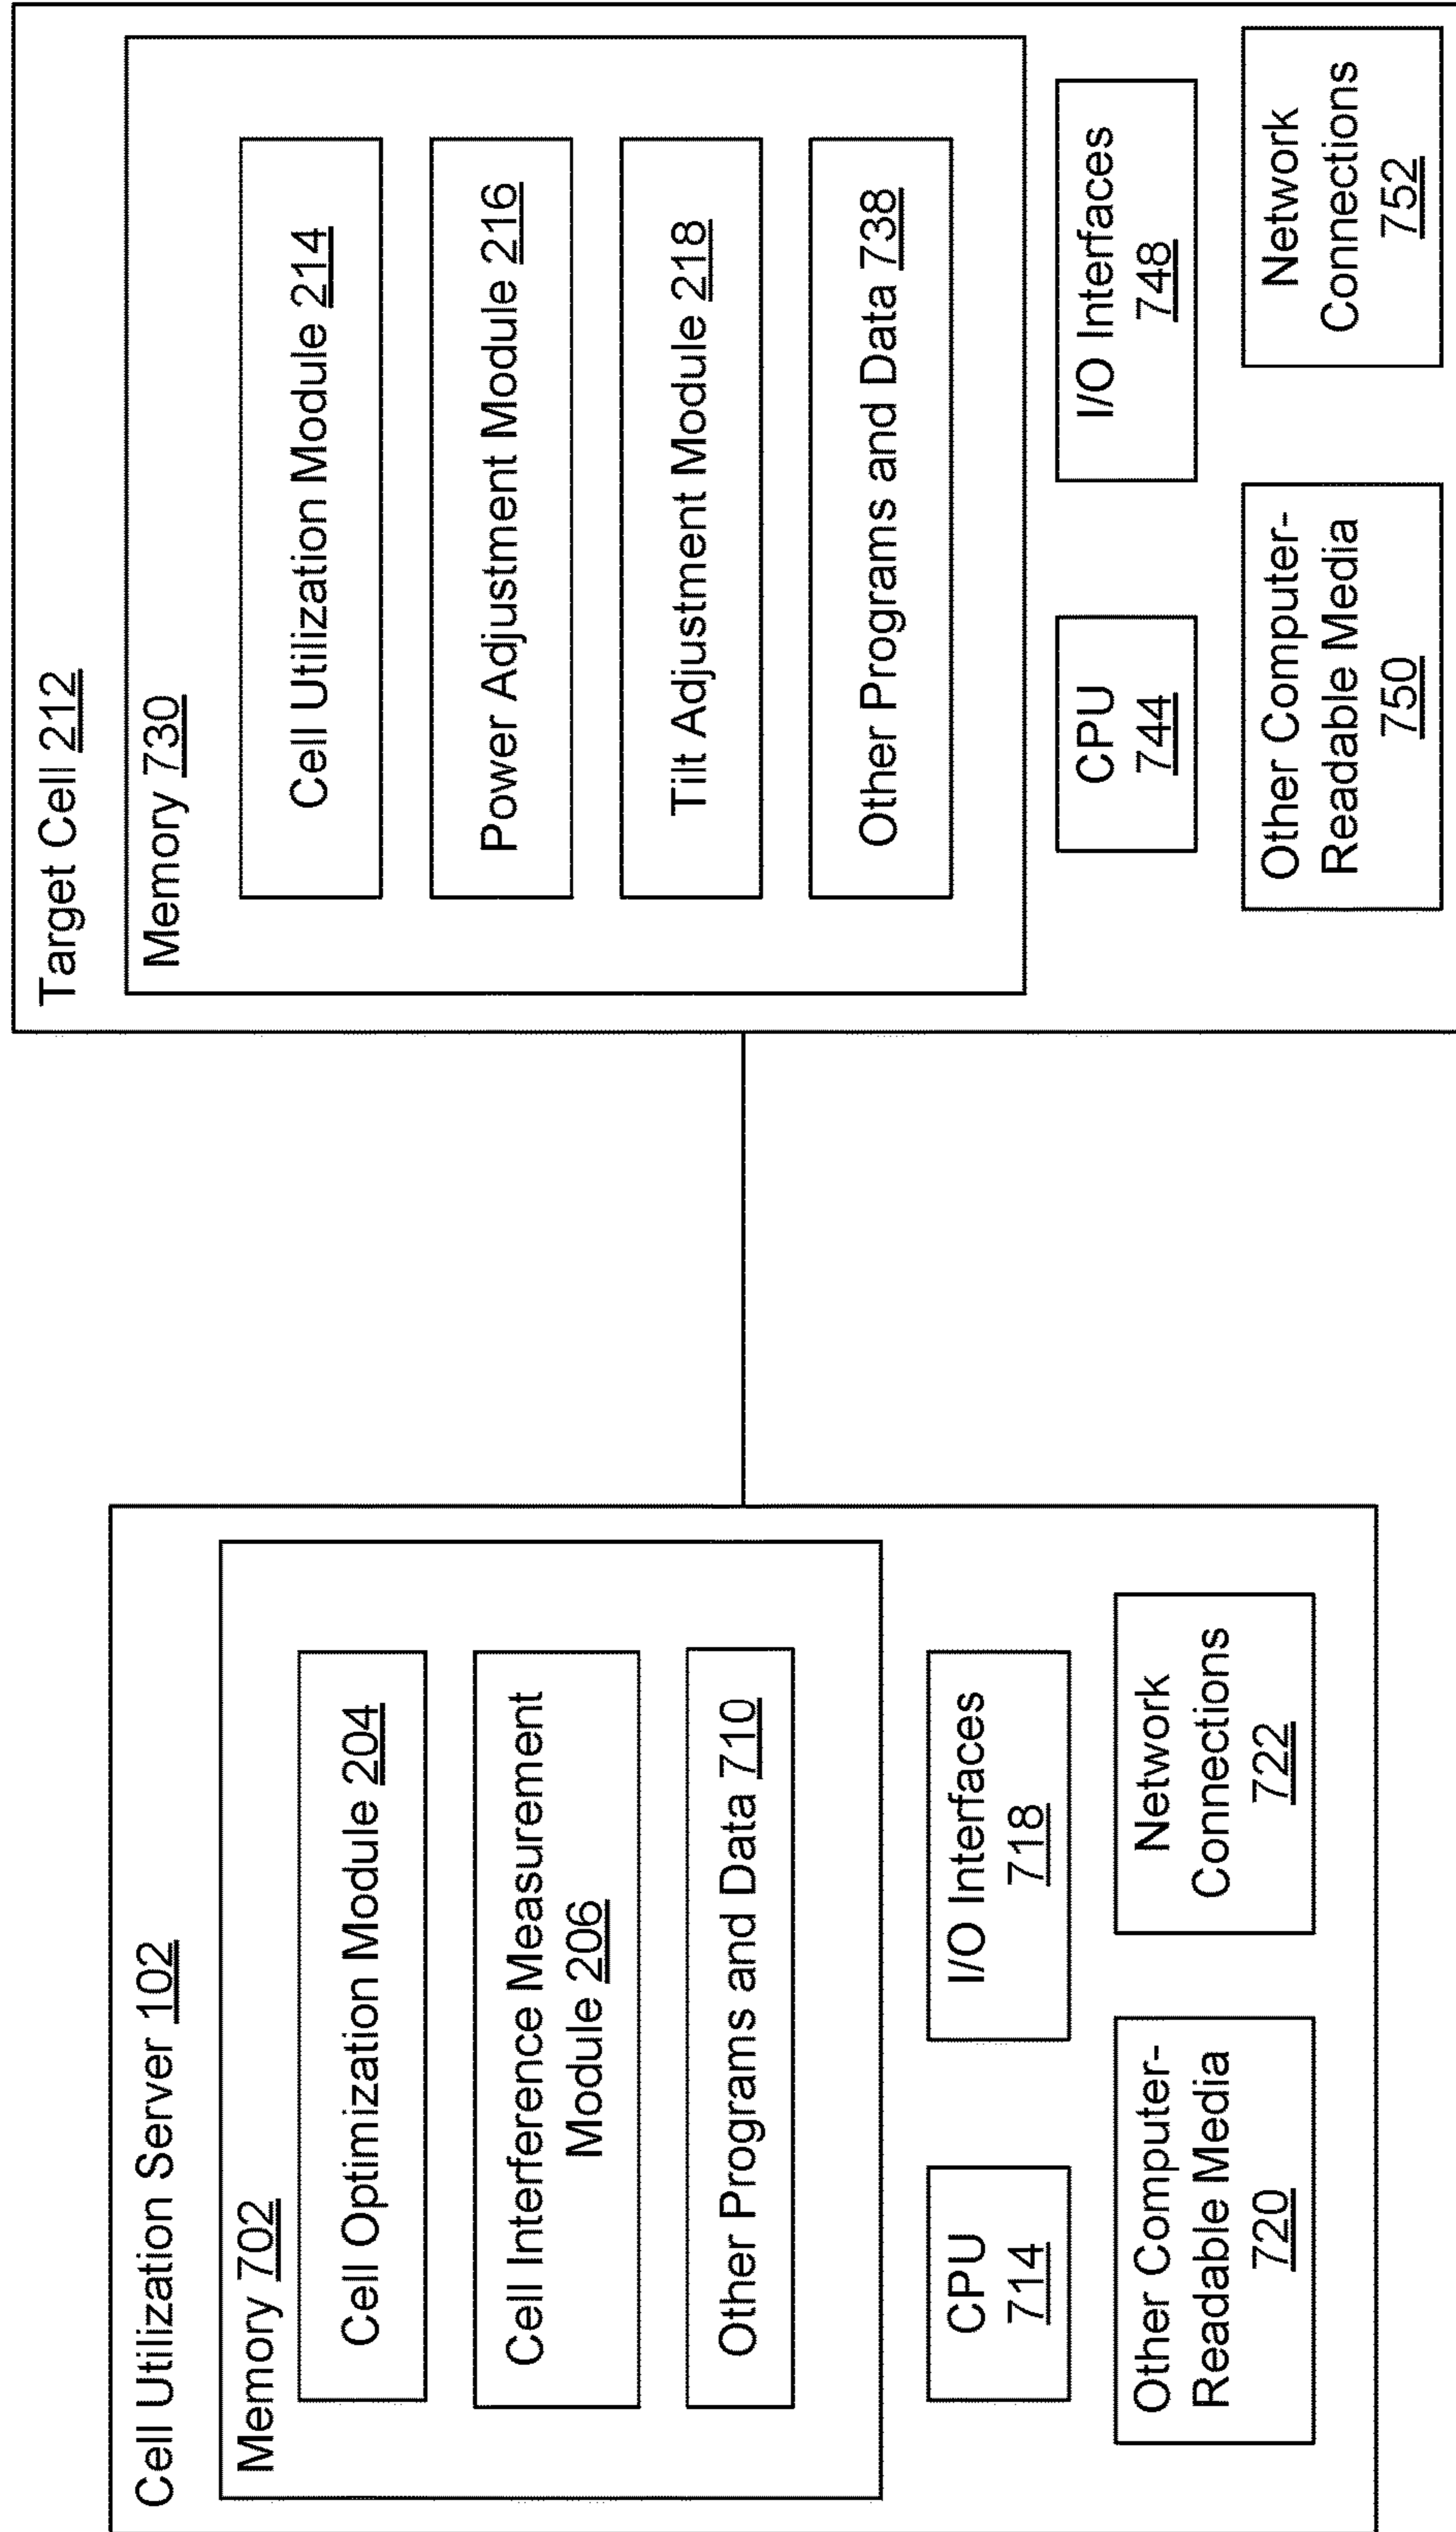 Cell Utilization Server 102
Memory 702
Cell Optimization Module 204
Cell Interference Measurement
Module 206
Other Programs and Data 710
CPU
714
I/O Interfaces
718
Other Computer-
Readable Media
720
Network
Connections
722
Target Cell 212
Memory 730
Cell Utilization Module 214
Power Adjustment Module 216
Tilt Adjustment Module 218
Other Programs and Data 738
CPU
744
I/O Interfaces
748
Other Computer-
Readable Media
750
Network
Connections
752